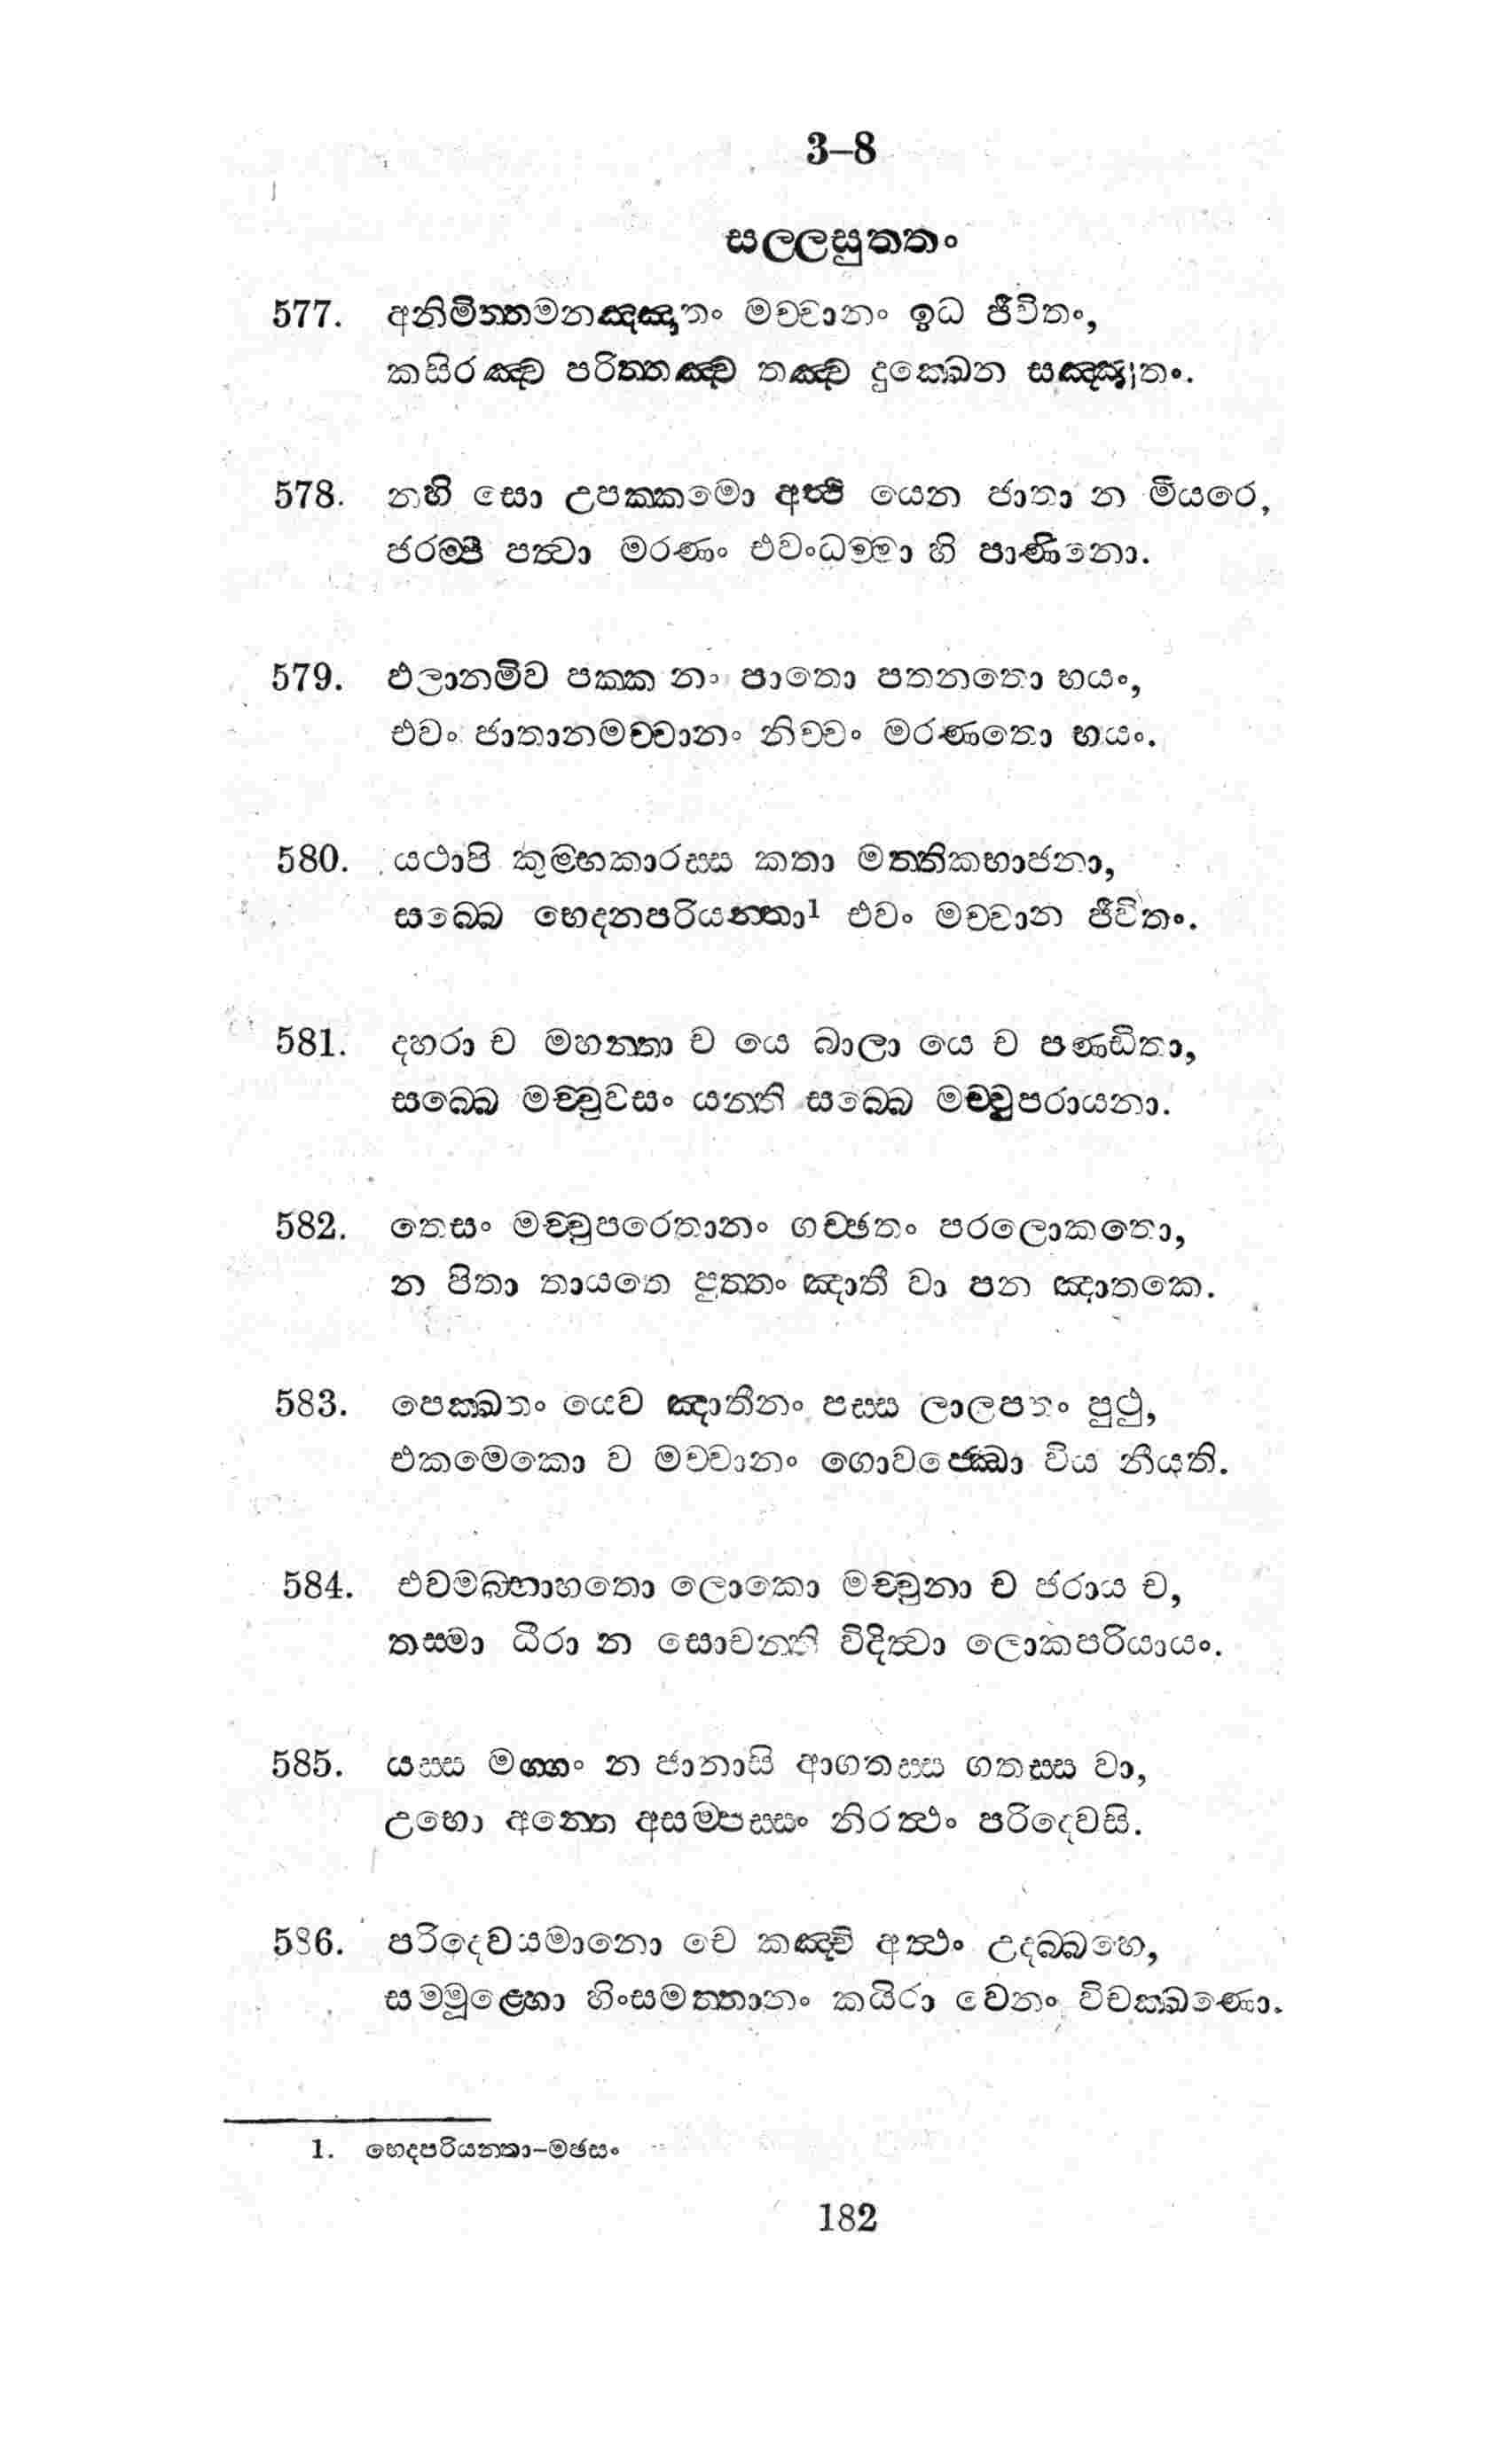 3–8
සල්ලසුත්තං
577. අනිමිත්තමනඤ්ඤාතං මච්චානං ඉධ ජීවිතං,
කසිරඤ්ච පරිත්තඤ්ච තඤ්ච දුක්ඛෙන සඤ්ඤුතං.
578. නහි සො උපක්කමො අත්ථි යෙන ජාතා න මීයරෙ,
ජරම්පි පත්වා මරණං එවංධම්මා හි පාණිනො.
579. ඵලානමිව පක්කානං පාතො පතනතො භයං,
එවං ජාතානමච්චානං නිච්චං මරණතො භයං.
580. යථාපි කුම්භකාරස්ස කතා මත්තිකභාජනා,
සබ්බෙ භෙදනපරියන්තා1 එවං මච්චාන ජීවිතං.
581. දහරා ච මහන්තා ච යෙ බාලා යෙ ච පණ්ඩිතා,
සබ්බෙ මච්චුවසං යන්ති සබ්බෙ මච්චුපරායනා.
582. තෙසං මච්චුපරෙතානං ගච්ඡතං පරලොකතො,
න පිතා තායතෙ පුත්තං ඤාතී වා පන ඤාතකෙ.
583. පෙක්ඛතං යෙව ඤාතීනං පස්ස ලාලපතං පුථු,
එකමෙකො ව මච්චානං ගොවජ්ඣො විය නීයති.
584. එවමබ්භාහතො ලොකො මච්චුනා ච ජරාය ච,
තස්මා ධීරා න සොචන්ති විදිත්වා ලොකපරියායං.
585. යස්ස මග්ගං න ජානාසි ආගතස්ස ගතස්ස වා,
උභො අන්තෙ අසම්පස්සං නිරත්ථං පරිදෙවසි.
586. පරිදෙවයමානො චෙ කඤ්චි අත්ථං උදබ්බහෙ,
සම්මූළ්හො හිංසමත්තානං කයිරා චෙනං විචක්ඛණො.
1. භෙදපරියන්තා–මඡසං
182